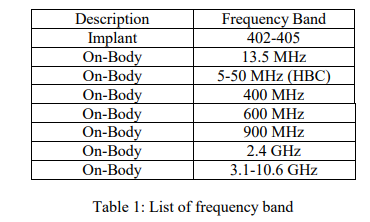 Description Frequency Band
Implant 402-405
On-Body 13.5 MHz
On-Body 5-50 MHz (HBC)
On-Body 400 MHz
On-Body 600 MHz
On-Body 900 MHz
On-Body 2.4 GHz
On-Body 3.1-10.6 GHz
Table 1: List of frequency band